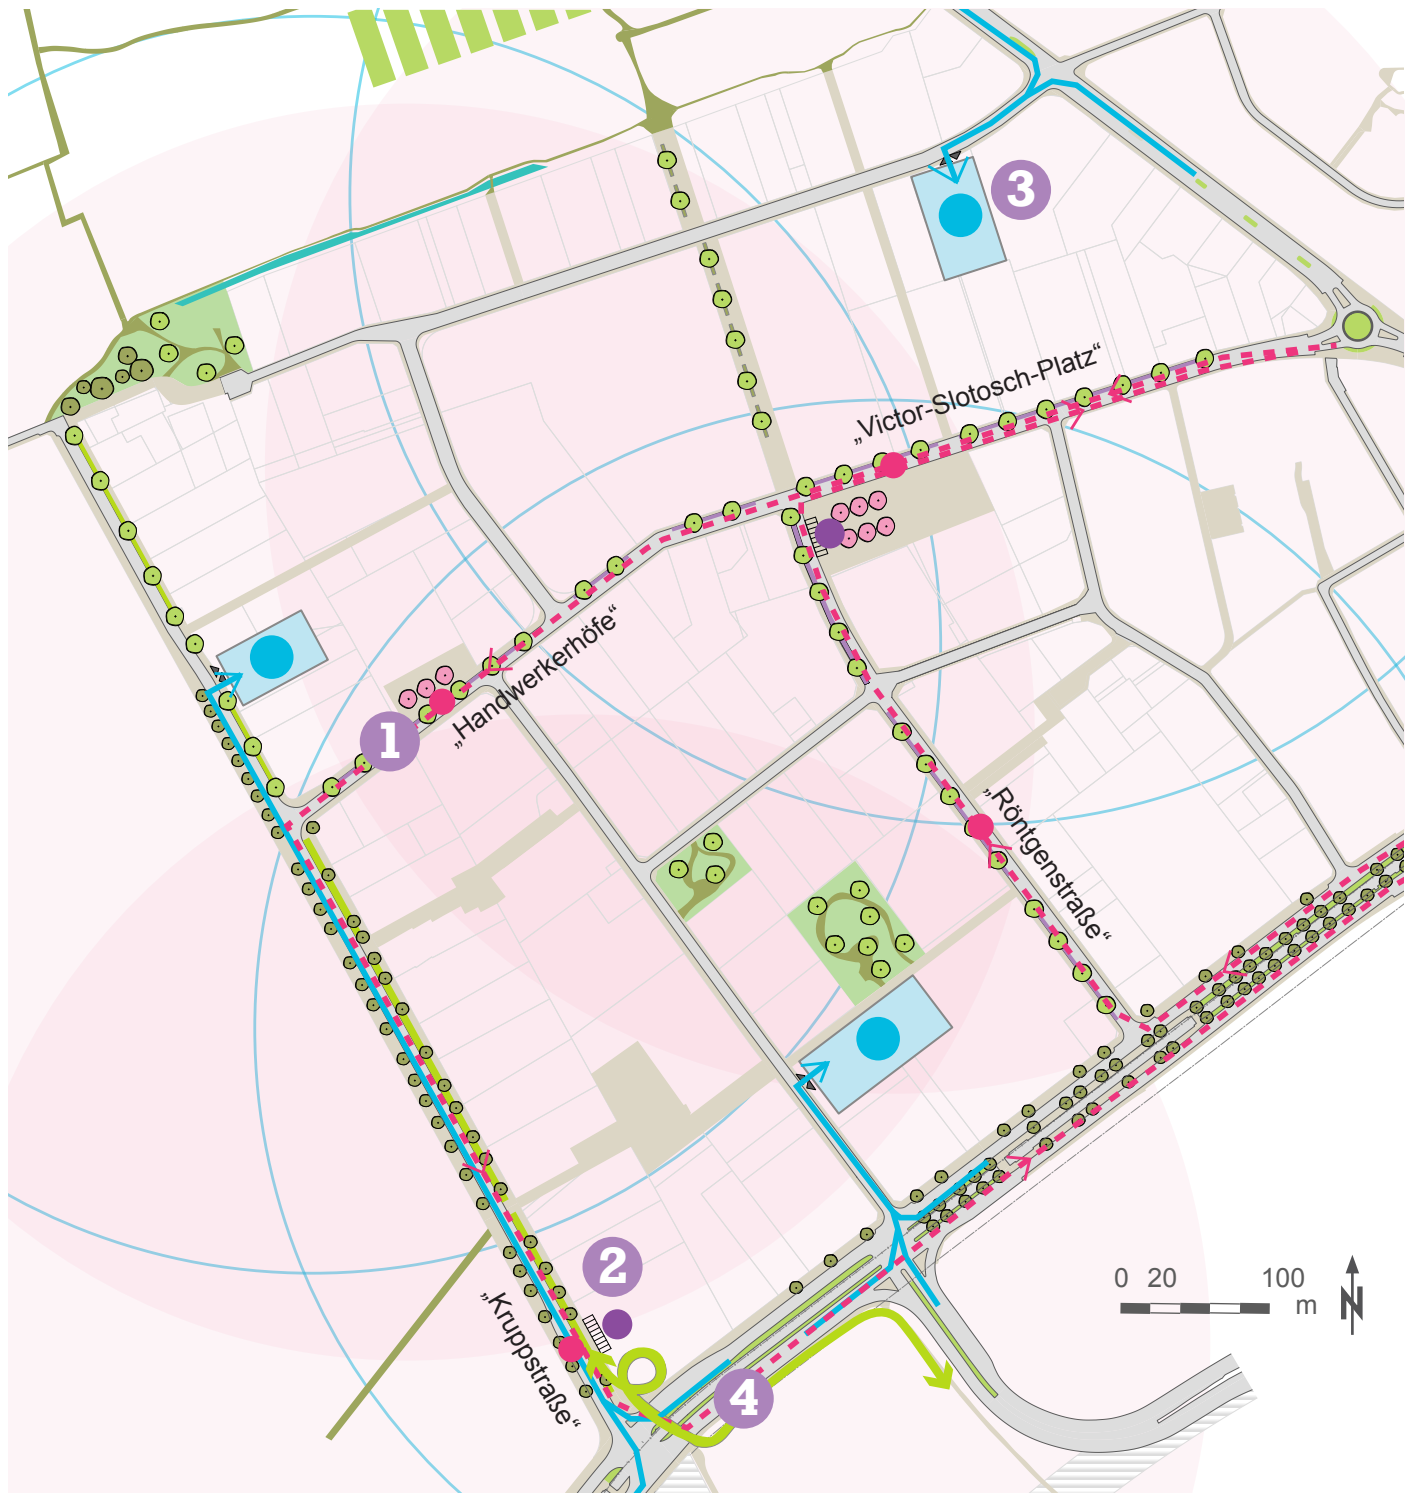 3
„Victor-Slotosch-Platz“
„Handwerkerhöfe“
1
„Röntgenstraße“
2
„Kruppstraße“
0 20 100
m
N
4